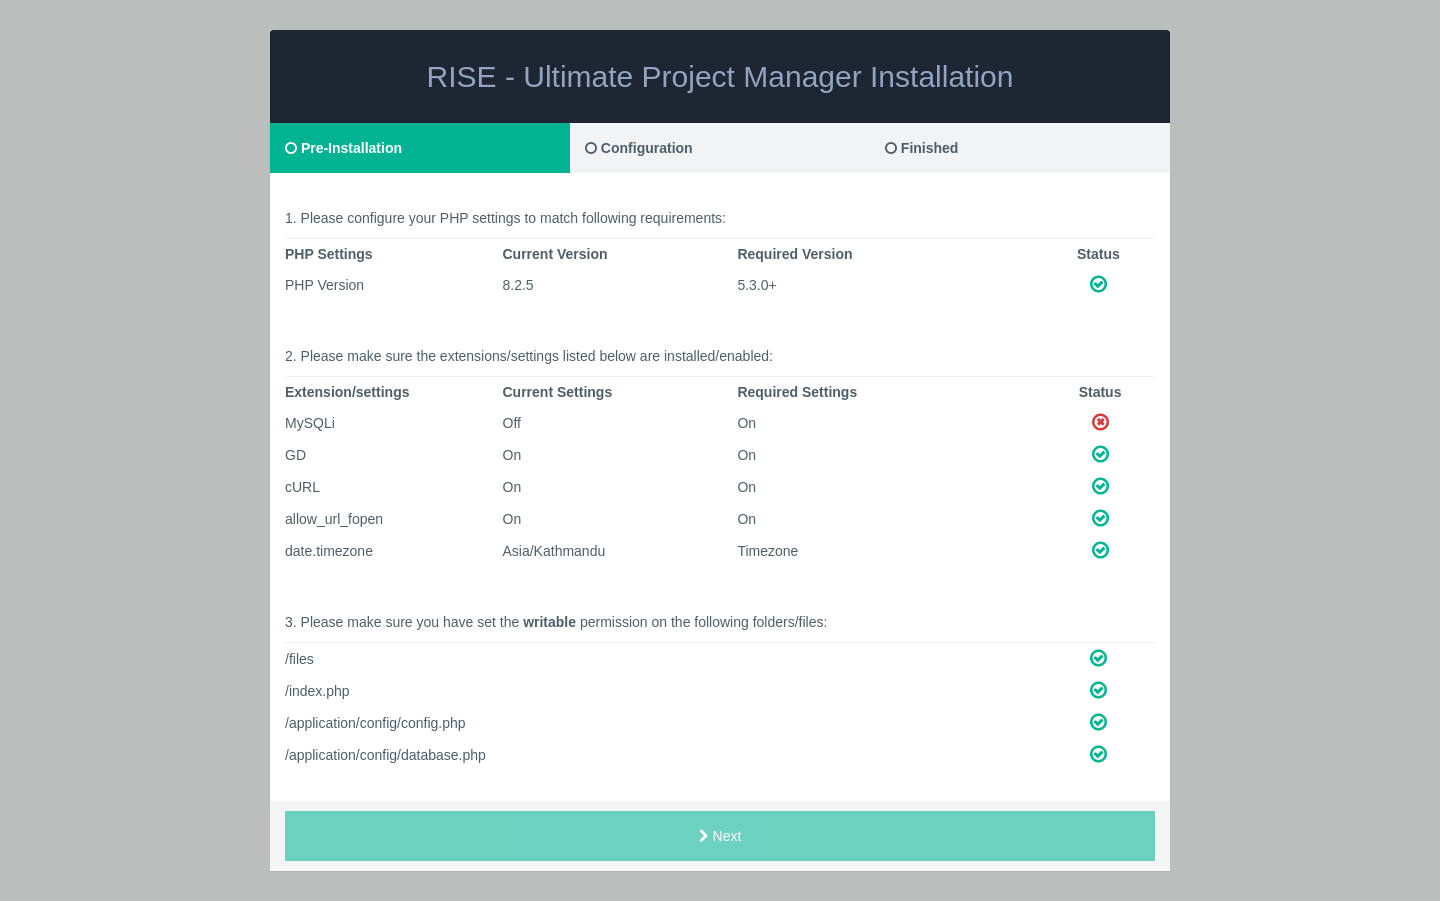 RISE - Ultimate Project Manager Installation
Pre-Installation Configuration Finished
1. Please configure your PHP settings to match following requirements:
PHP Settings Current Version Required Version Status
PHP Version 8.2.5 5.3.0+
2. Please make sure the extensions/settings listed below are installed/enabled:
Extension/settings Current Settings Required Settings Status
MySQLi Off On
GD On On
cURL On On
allow_url_fopen On On
date.timezone Asia/Kathmandu Timezone
3. Please make sure you have set the writable permission on the following folders/files:
/files
/index.php
/application/config/config.php
/application/config/database.php
Next